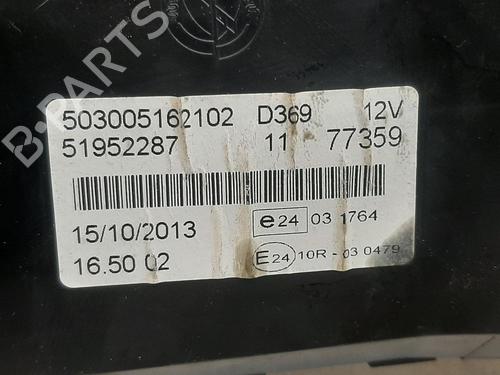 B-PARTS
503005162102 D369 12V
51952287 11 77359
15/10/2013 e24 03 1764
16.50 02 E24 10R - 03 0479